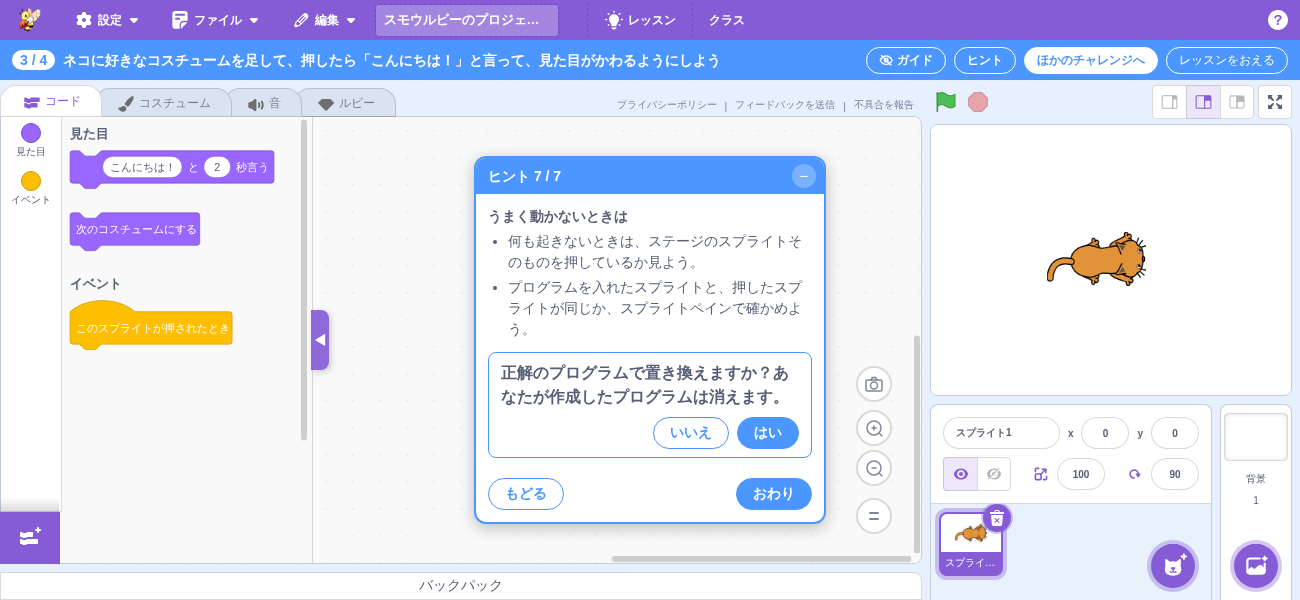 設定 ファイル 編集 スモウルビーのプロジェ… レッスン クラス ?
3 / 4 ネコに好きなコスチュームを足して、押したら「こんにちは！」と言って、見た目がかわるようにしよう ガイド ヒント ほかのチャレンジへ レッスンをおえる
コード コスチューム 音 ルビー プライバシーポリシー | フィードバックを送信 | 不具合を報告
見た目
イベント
見た目
こんにちは！ と 2 秒言う
次のコスチュームにする
イベント
このスプライトが押されたとき
ヒント 7 / 7
うまく動かないときは
• 何も起きないときは、ステージのスプライトそ
のものを押しているか見よう。
• プログラムを入れたスプライトと、押したスプ
ライトが同じか、スプライトペインで確かめよ
う。
正解のプログラムで置き換えますか？あ
なたが作成したプログラムは消えます。
いいえ はい
もどる おわり
スプライト1 x 0 y 0
100 90
スプライ…
背景
1
バックパック